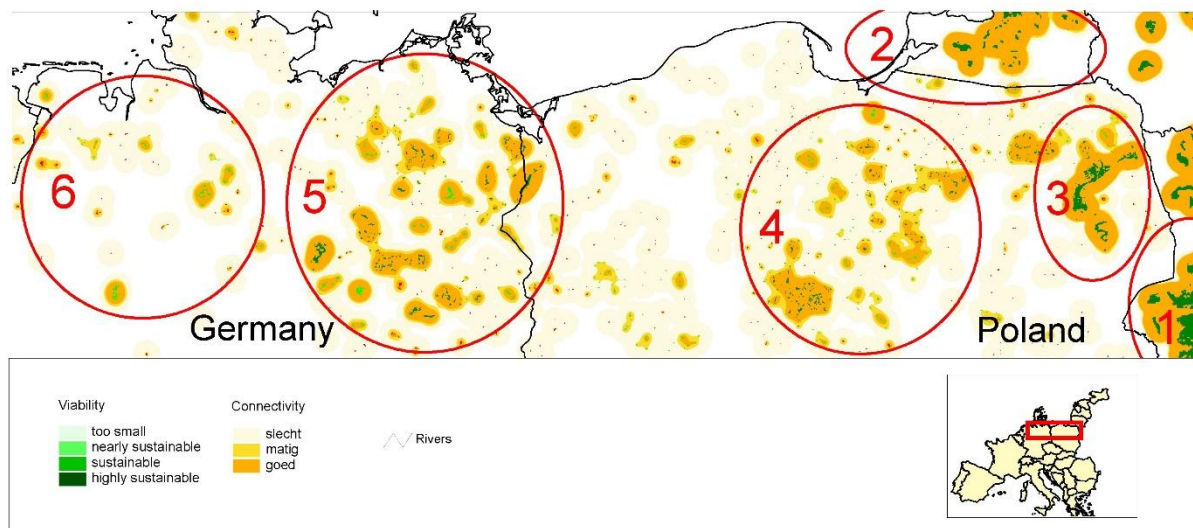 2
3
6
5
4
1
Germany
Poland
Viability
too small
nearly sustainable
sustainable
highly sustainable
Connectivity
slecht
matig
goed
Rivers